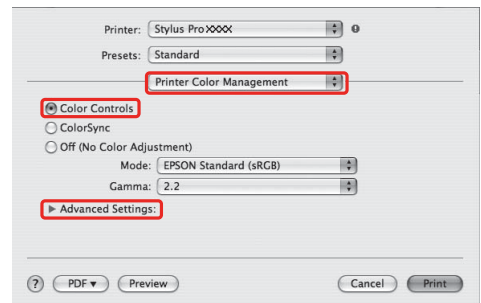 Printer: Stylus Pro XXXX
Presets: Standard
Printer Color Management
Color Controls
ColorSync
Off (No Color Adjustment)
Mode: EPSON Standard (sRGB)
Gamma: 2.2
Advanced Settings:
? PDF Preview Cancel Print